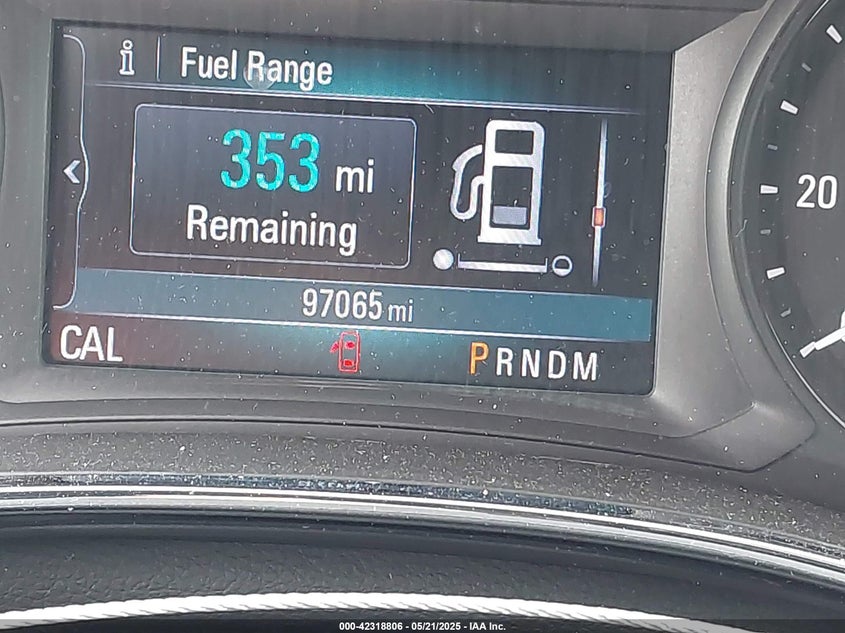 i Fuel Range
353 mi
Remaining
20
97065 mi
CAL
PRNDM
000-42318806 - 05/21/2025 - IAA Inc.